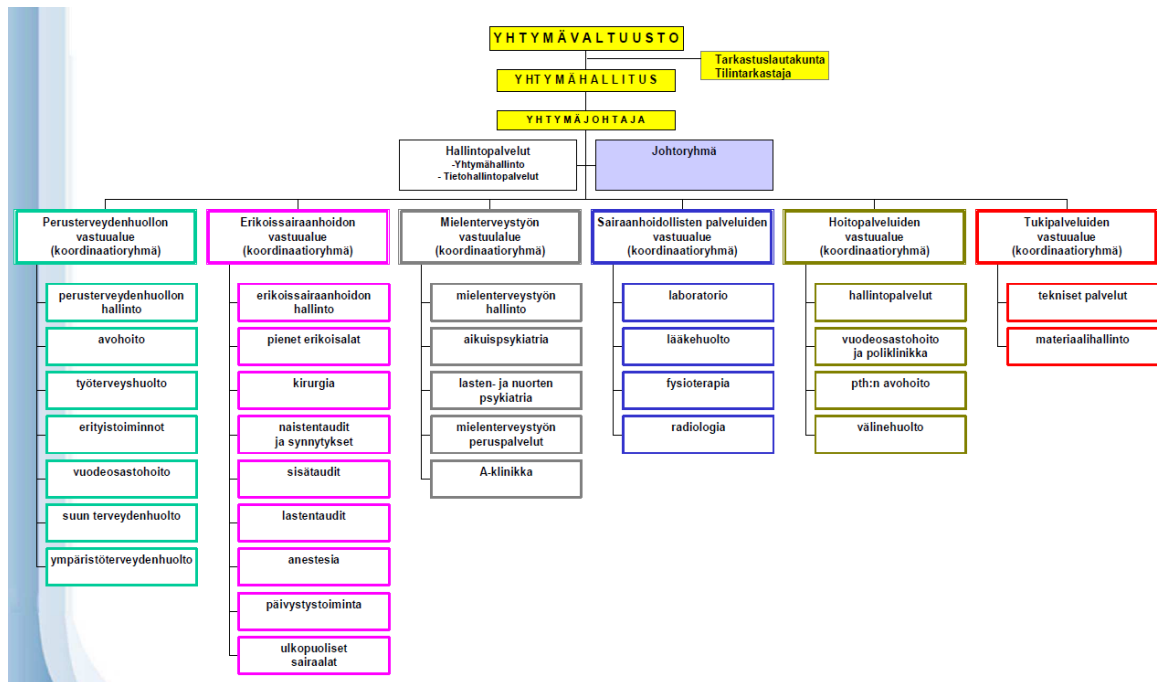 YHTYMÄVALTUUSTO
Tarkastuslautakunta
Tilintarkastaja
YHTYMÄHALLITUS
YHTYMÄJOHTAJA
Hallintopalvelut
-Yhtymähallinto
- Tietohallintopalvelut
Johtoryhmä
Perusterveydenhuollon
vastuualue
(koordinaatioryhmä)
perusterveydenhuollon
hallinto
avohoito
työterveyshuolto
erityistoiminnot
vuodeosastohoito
suun terveydenhuolto
ympäristöterveydenhuolto
Erikoissairaanhoidon
vastuualue
(koordinaatioryhmä)
erikoissairaanhoidon
hallinto
pienet erikoisalat
kirurgia
naistentaudit
ja synnytykset
sisätaudit
lastentaudit
anestesia
päivystystoiminta
ulkopuoliset
sairaalat
Mielenterveystyön
vastuulalue
(koordinaatioryhmä)
mielenterveystyön
hallinto
aikuispsykiatria
lasten- ja nuorten
psykiatria
mielenterveystyön
peruspalvelut
A-klinikka
Sairaanhoidollisten palveluiden
vastuualue
(koordinaatioryhmä)
laboratorio
lääkehuolto
fysioterapia
radiologia
Hoitopalveluiden
vastuualue
(koordinaatioryhmä)
hallintopalvelut
vuodeosastohoito
ja poliklinikka
pth:n avohoito
välinehuolto
Tukipalveluiden
vastuualue
(koordinaatioryhmä)
tekniset palvelut
materiaalihallinto